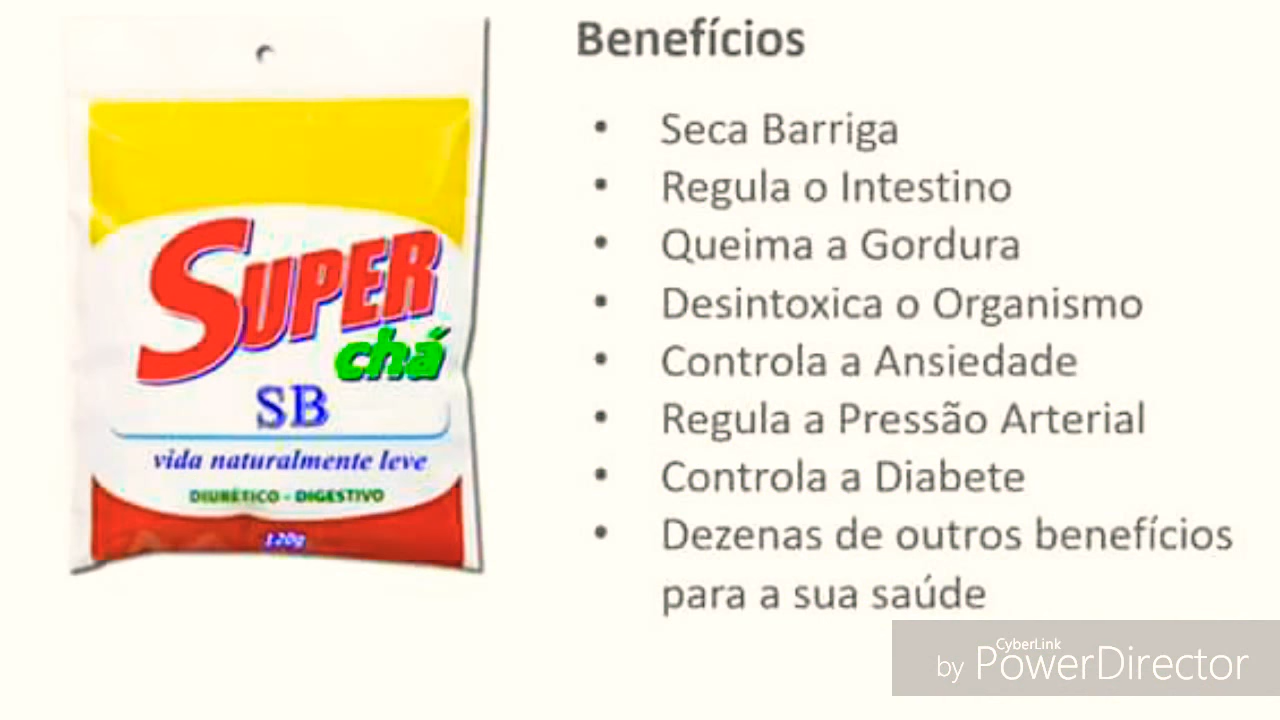 SUPER
chá
SB
vida naturalmente leve
DIURÉTICO - DIGESTIVO
120g
Benefícios
• Seca Barriga
• Regula o Intestino
• Queima a Gordura
• Desintoxica o Organismo
• Controla a Ansiedade
• Regula a Pressão Arterial
• Controla a Diabete
• Dezenas de outros benefícios
para a sua saúde
CyberLink
by PowerDirector